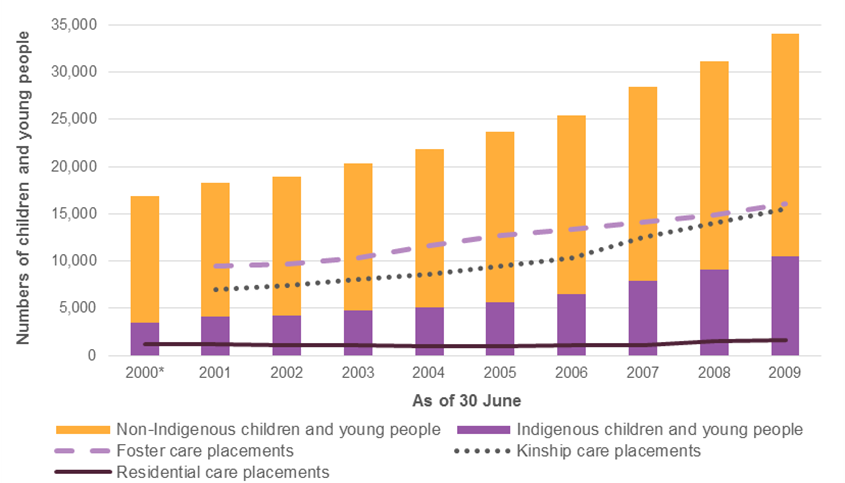 35,000
30,000
25,000
20,000
15,000
10,000
5,000
0
Numbers of children and young people
2000* 2001 2002 2003 2004 2005 2006 2007 2008 2009
As of 30 June
Non-Indigenous children and young people Indigenous children and young people
Foster care placements Kinship care placements
Residential care placements